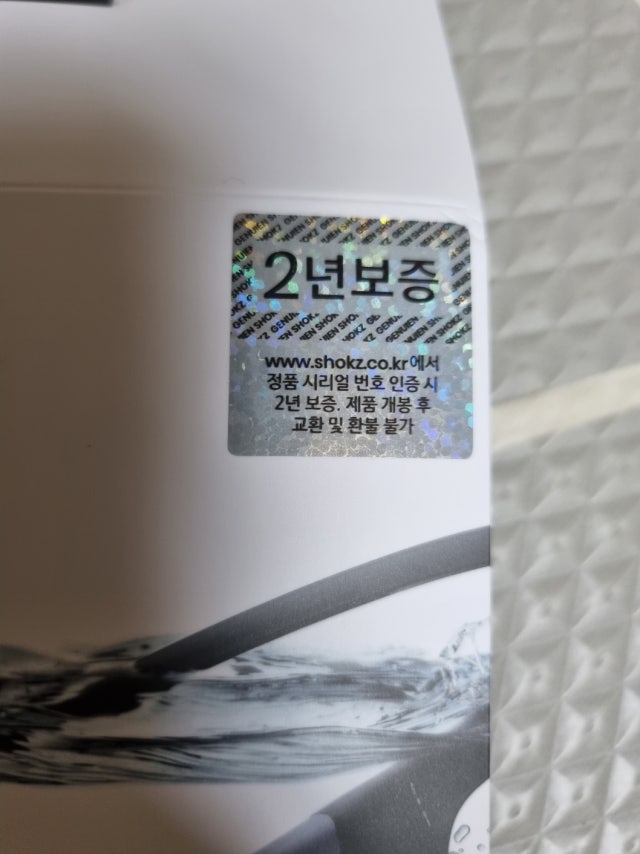 2년보증
www.shokz.co.kr에서
정품 시리얼 번호 인증 시
2년 보증. 제품 개봉 후
교환 및 환불 불가